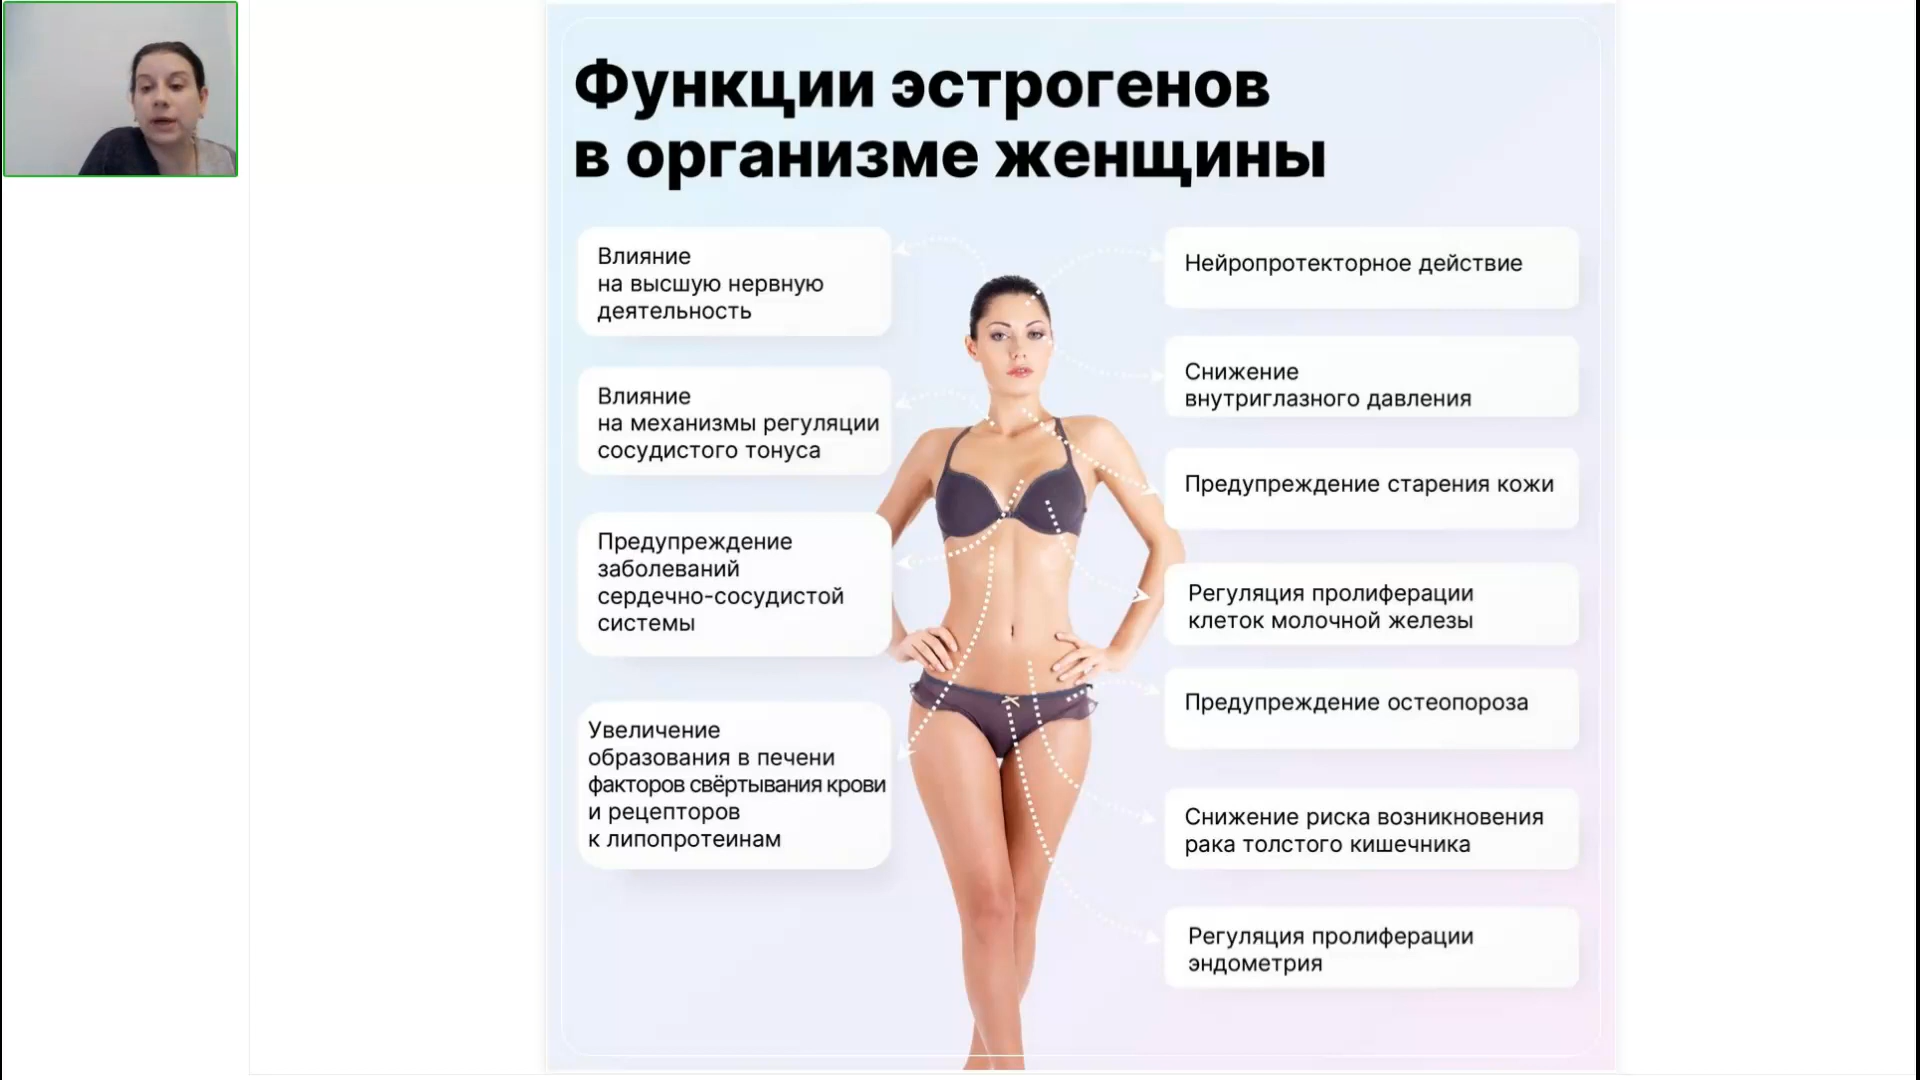 Функции эстрогенов
в организме женщины
Влияние
на высшую нервную
деятельность
Влияние
на механизмы регуляции
сосудистого тонуса
Предупреждение
заболеваний
сердечно-сосудистой
системы
Увеличение
образования в печени
факторов свёртывания крови
и рецепторов
к липопротеинам
Нейропротекторное действие
Снижение
внутриглазного давления
Предупреждение старения кожи
Регуляция пролиферации
клеток молочной железы
Предупреждение остеопороза
Снижение риска возникновения
рака толстого кишечника
Регуляция пролиферации
эндометрия